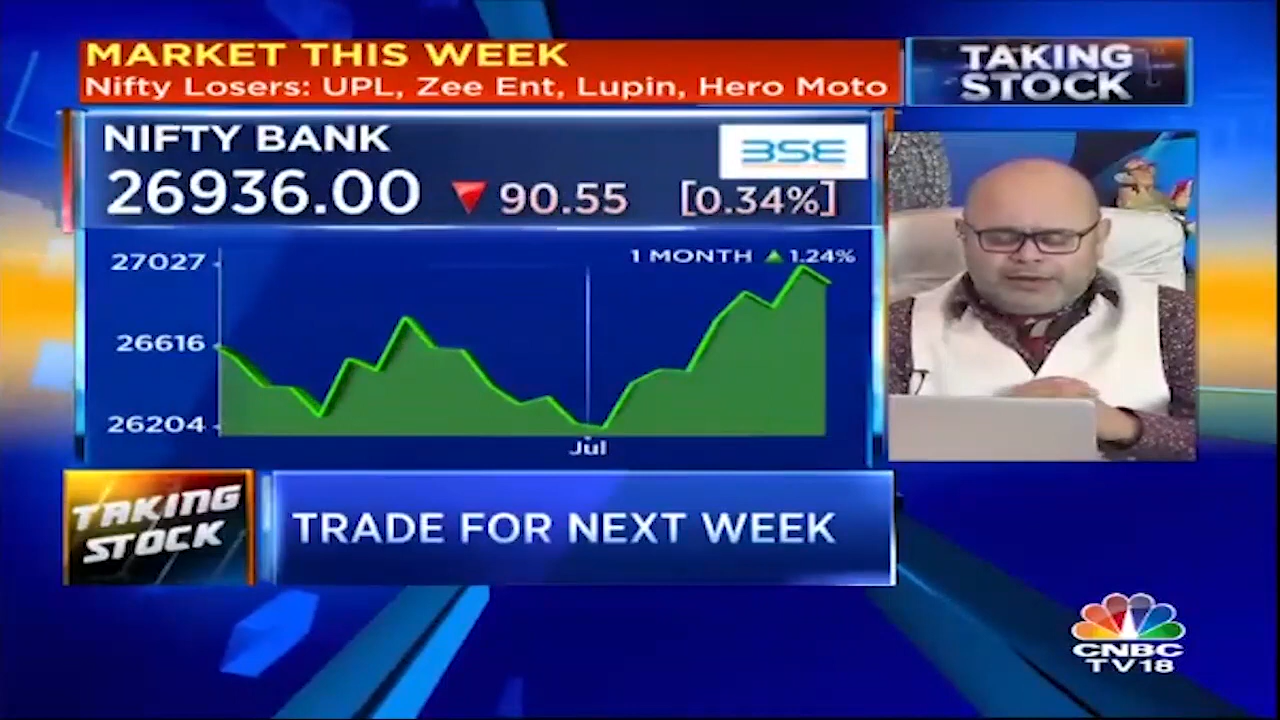 MARKET THIS WEEK
Nifty Losers: UPL, Zee Ent, Lupin, Hero Moto
TAKING
STOCK
NIFTY BANK
BSE
26936.00 ▼ 90.55 [0.34%]
1 MONTH ▲ 1.24%
27027
26616
26204
Jul
TAKING
STOCK
TRADE FOR NEXT WEEK
CNBC
TV18